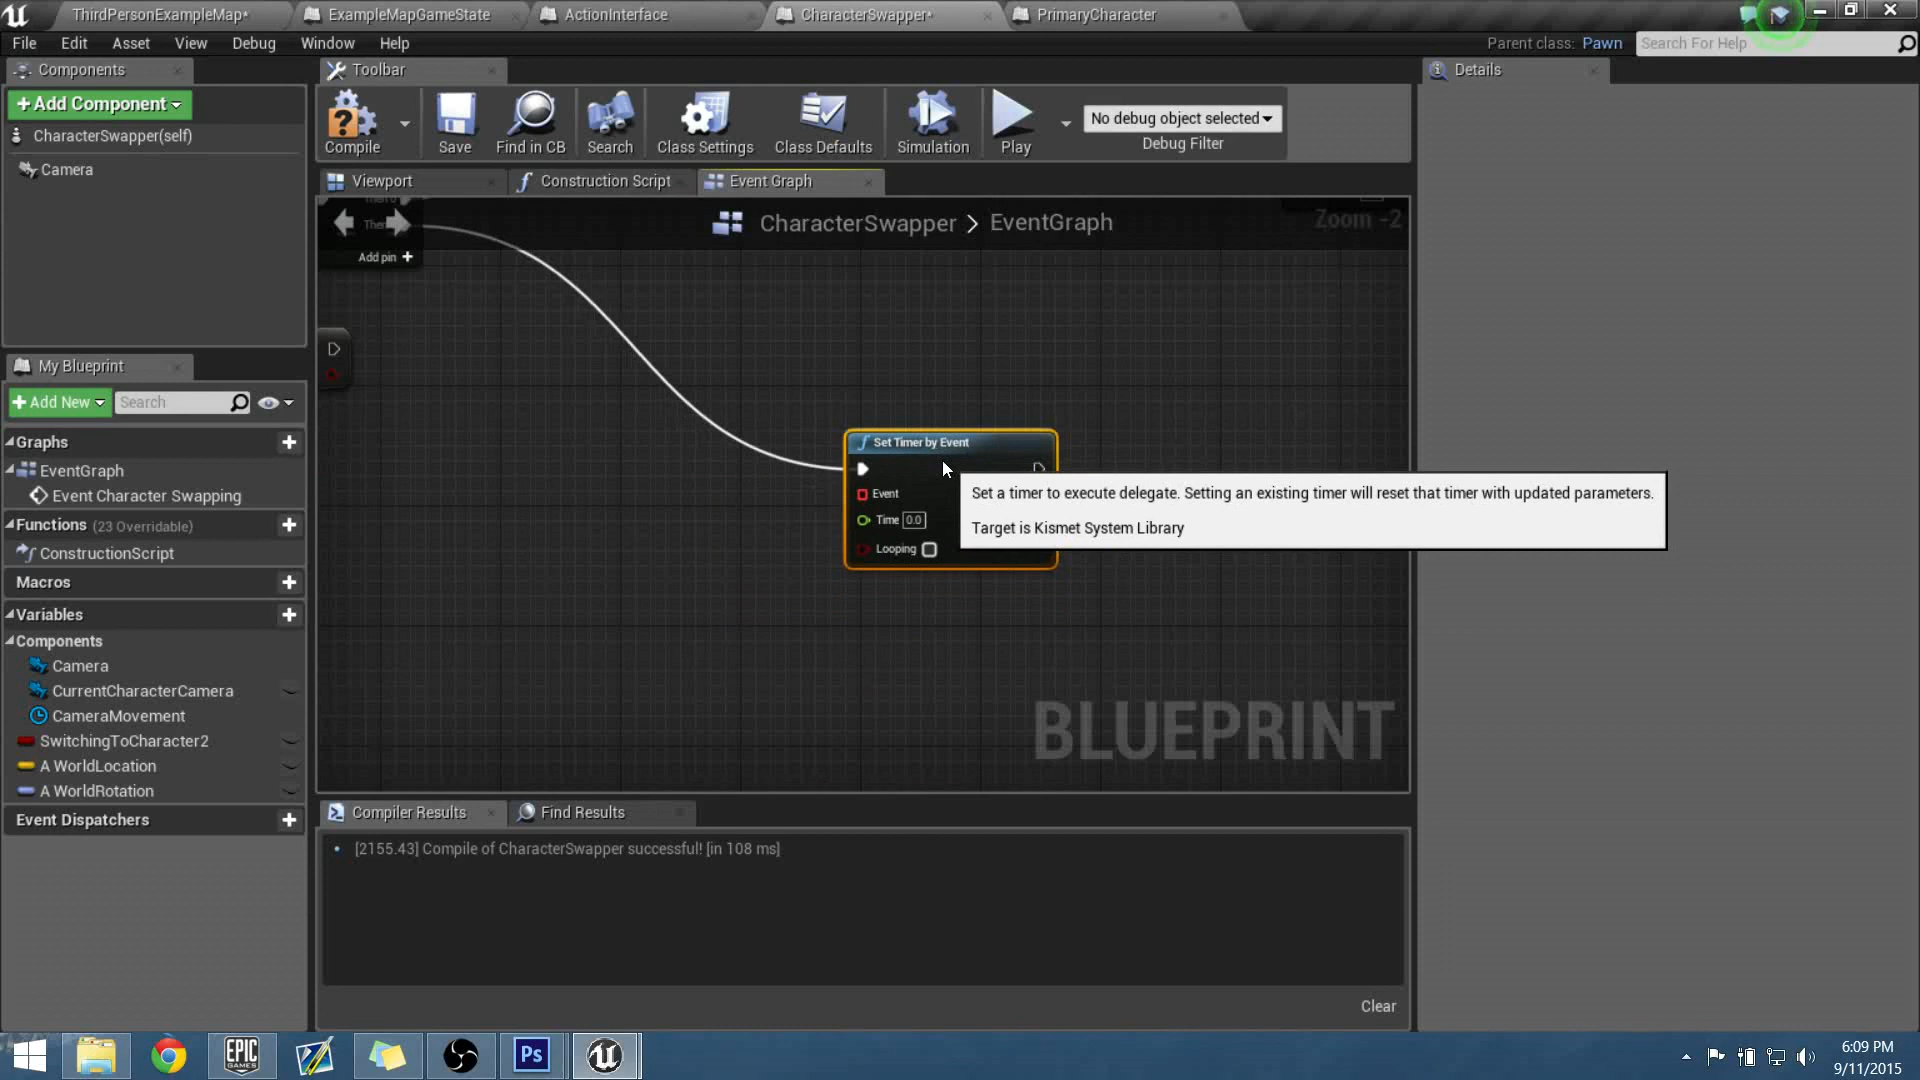 ThirdPersonExampleMap*
ExampleMapGameState
ActionInterface
CharacterSwapper*
PrimaryCharacter
File Edit Asset View Debug Window Help
Parent class: Pawn
Search For Help
Components
Toolbar
Details
+Add Component
CharacterSwapper(self)
Camera
Compile
Save
Find in CB
Search
Class Settings
Class Defaults
Simulation
Play
No debug object selected
Debug Filter
Viewport
Construction Script
Event Graph
CharacterSwapper > EventGraph
Zoom -2
Add pin +
Set Timer by Event
Event
Time 0.0
Looping
Set a timer to execute delegate. Setting an existing timer will reset that timer with updated parameters.
Target is Kismet System Library
BLUEPRINT
My Blueprint
+Add New
Search
Graphs
EventGraph
Event Character Swapping
Functions (23 Overridable)
ConstructionScript
Macros
Variables
Components
Camera
CurrentCharacterCamera
CameraMovement
SwitchingToCharacter2
A WorldLocation
A WorldRotation
Event Dispatchers
Compiler Results
Find Results
[2155.43] Compile of CharacterSwapper successful! [in 108 ms]
Clear
EPIC
GAMES
Ps
6:09 PM
9/11/2015